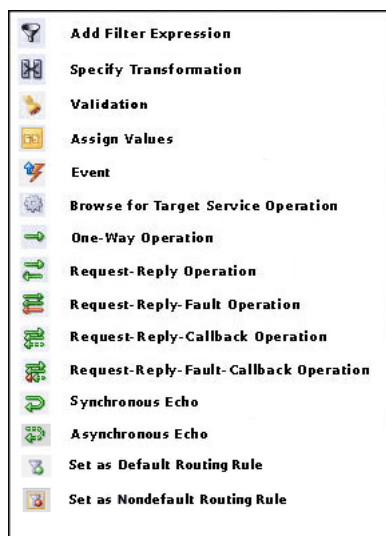 Add Filter Expression
Specify Transformation
Validation
Assign Values
Event
Browse for Target Service Operation
One-Way Operation
Request-Reply Operation
Request-Reply-Fault Operation
Request-Reply-Callback Operation
Request-Reply-Fault-Callback Operation
Synchronous Echo
Asynchronous Echo
Set as Default Routing Rule
Set as Nondefault Routing Rule